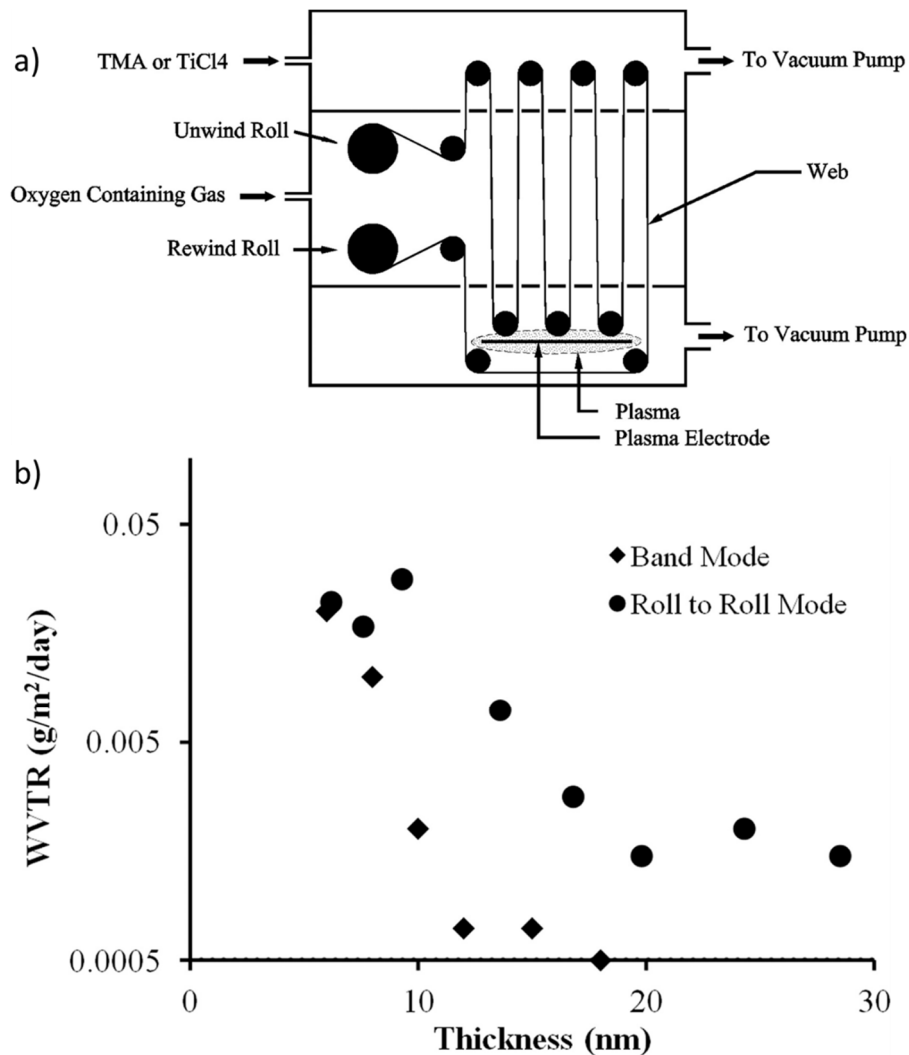 a)
TMA or TiCl4
To Vacuum Pump
Unwind Roll
Web
Oxygen Containing Gas
Rewind Roll
To Vacuum Pump
Plasma
Plasma Electrode
b)
0.05
Band Mode
Roll to Roll Mode
WVTR (g/m²/day)
0.005
0.0005
0
10
20
30
Thickness (nm)